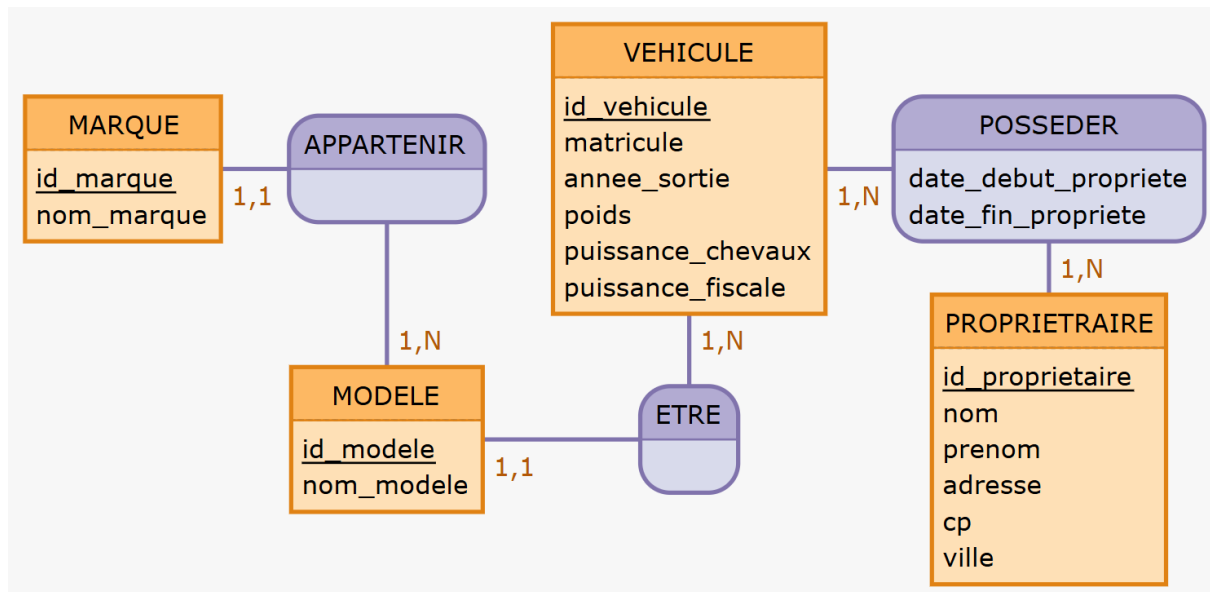 MARQUE
id_marque
nom_marque
1,1
APPARTENIR
1,N
MODELE
id_modele
nom_modele
1,1
ETRE
1,N
VEHICULE
id_vehicule
matricule
annee_sortie
poids
puissance_chevaux
puissance_fiscale
1,N
POSSEDER
date_debut_propriete
date_fin_propriete
1,N
PROPRIETRAIRE
id_proprietaire
nom
prenom
adresse
cp
ville